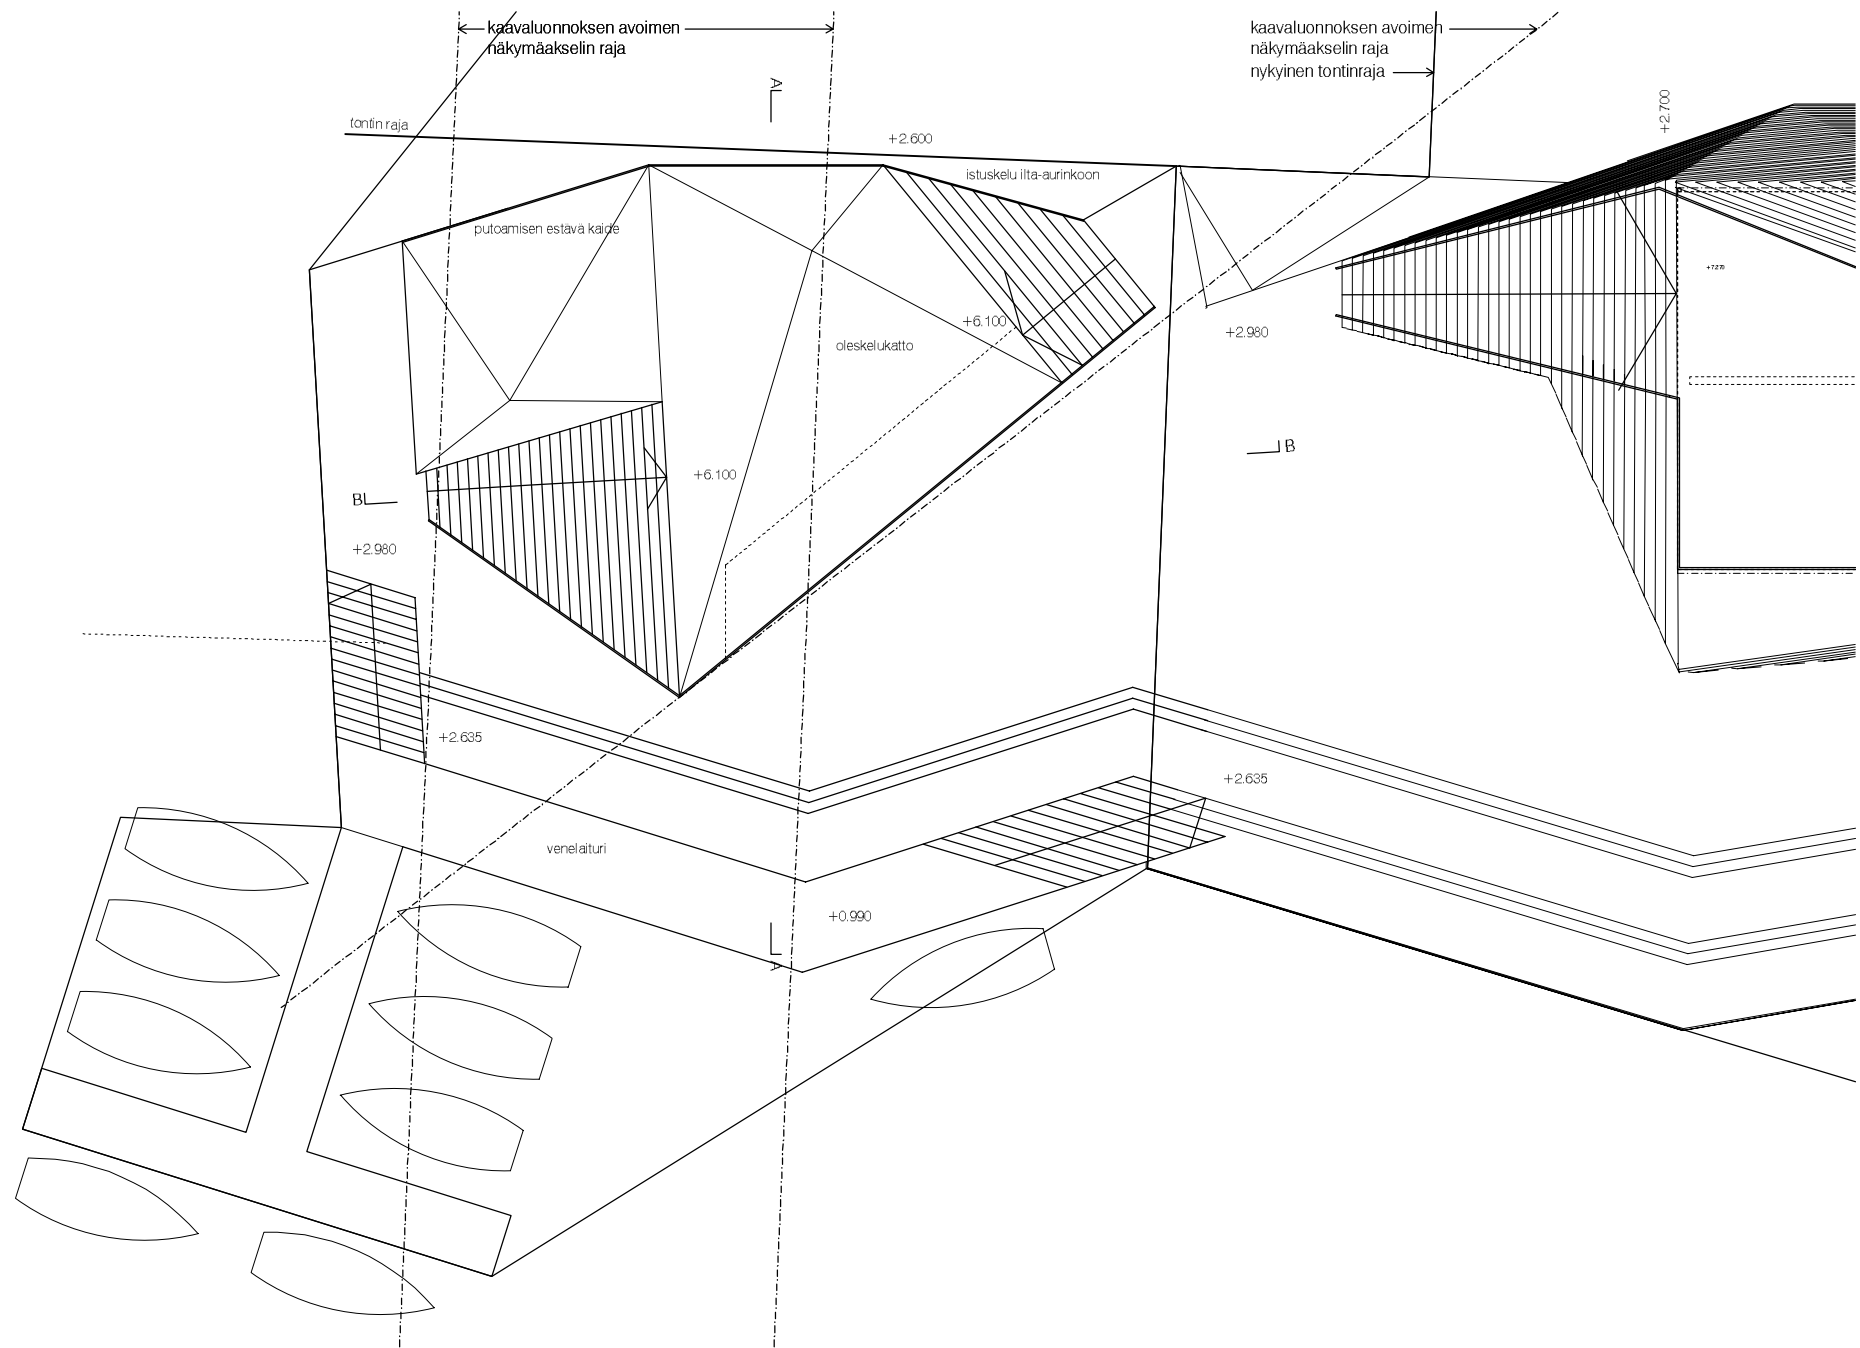 kaavaluonnoksen avoimen
näkymäakselin raja
kaavaluonnoksen avoimen
näkymäakselin raja
nykyinen tontinraja
A
+2.700
tontin raja
+2.600
istuskelu ilta-aurinkoon
putoamisen estävä kaide
+7.270
+6.100
+2.980
oleskelukatto
B
+6.100
B
+2.980
+2.635
+2.635
venelaituri
+0.990
A